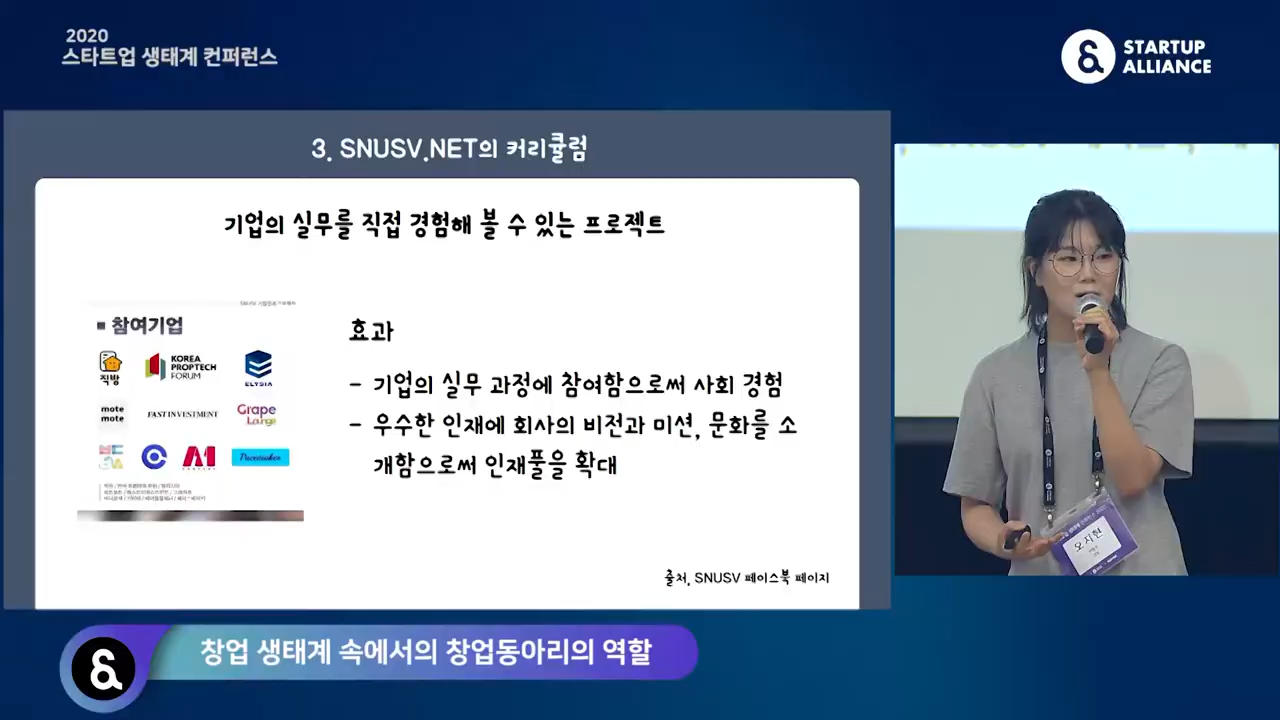 2020
스타트업 생태계 컨퍼런스
STARTUP
ALLIANCE
3. SNUSV.NET의 커리큘럼
기업의 실무를 직접 경험해 볼 수 있는 프로젝트
참여기업
직방
KOREA
PROPTECH
FORUM
ELYSIA
mote
mote
FAST INVESTMENT
Grape
Lounge
Pacemaker
효과
- 기업의 실무 과정에 참여함으로써 사회 경험
- 우수한 인재에 회사의 비전과 미션, 문화를 소
개함으로써 인재풀을 확대
출처, SNUSV 페이스북 페이지
오지현
창업 생태계 속에서의 창업동아리의 역할